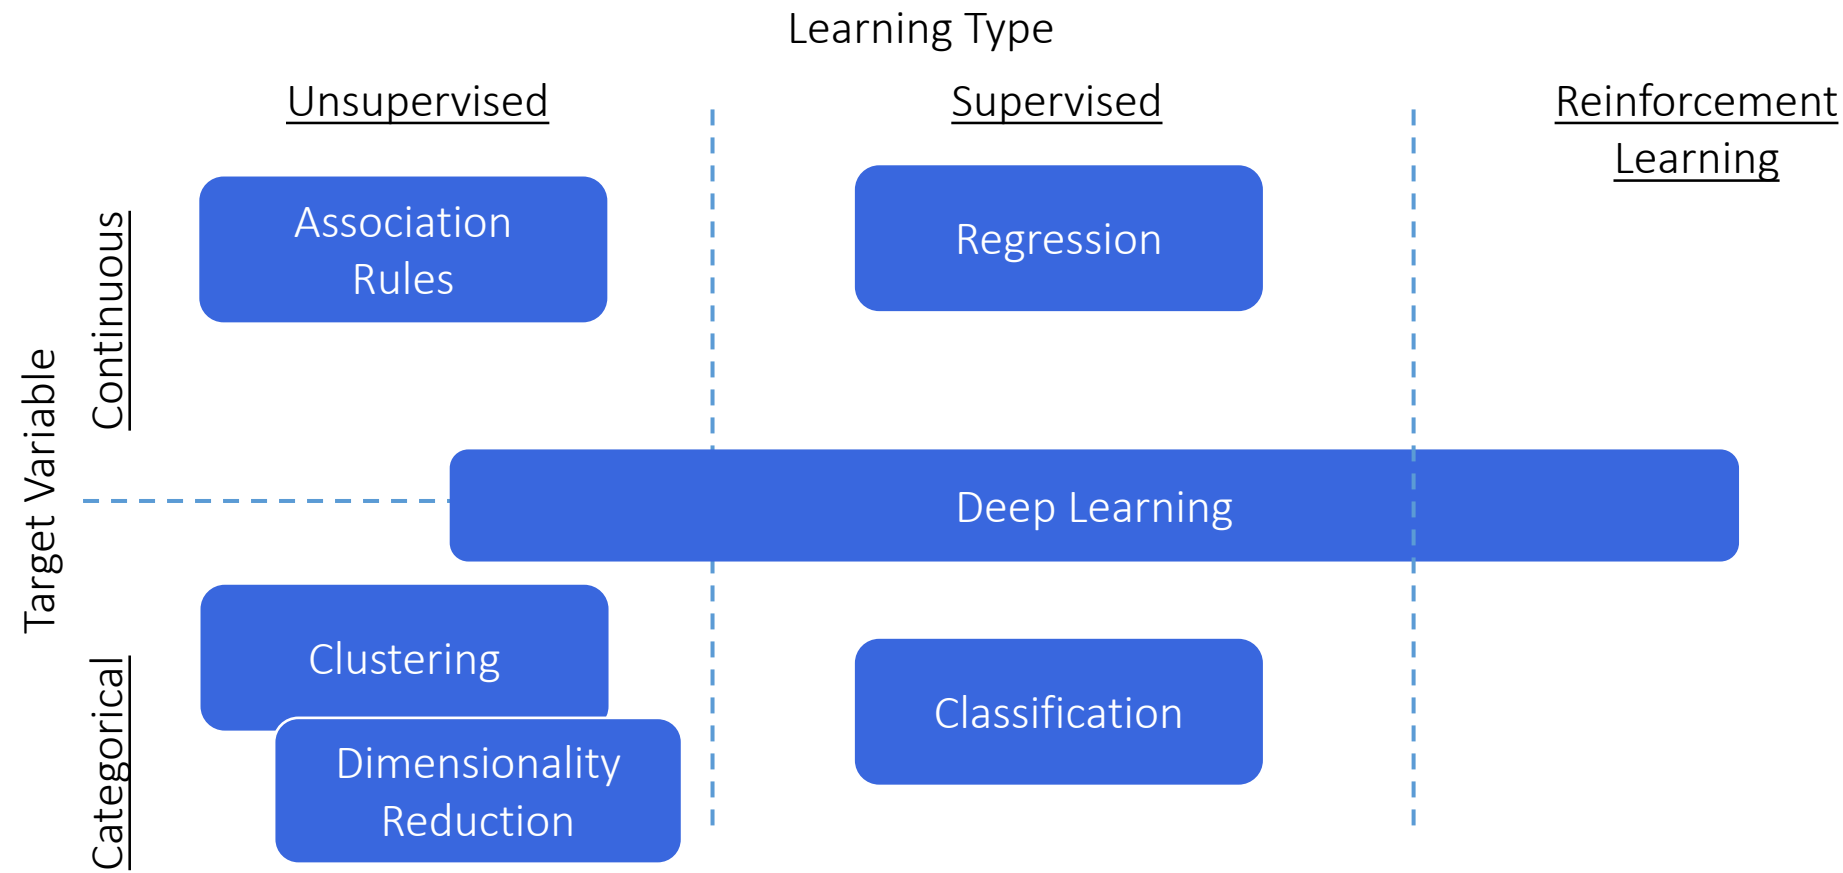 Learning Type
Unsupervised
Supervised
Reinforcement
Learning
Target Variable
Continuous
Categorical
Association
Rules
Regression
Deep Learning
Clustering
Dimensionality
Reduction
Classification